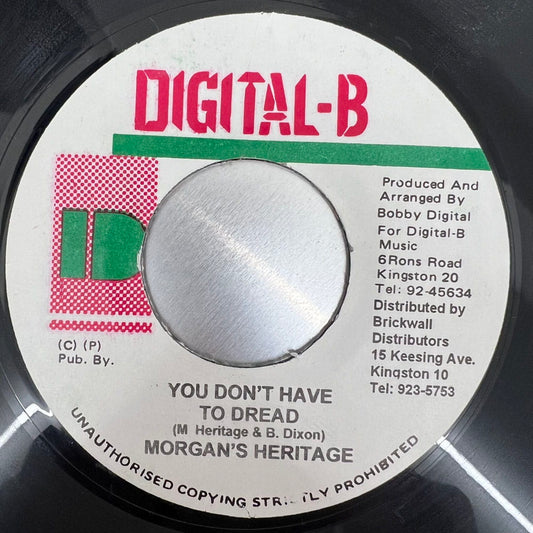 DIGITAL-B
Produced And
Arranged By
Bobby Digital
For Digital-B
Music
6Rons Road
Kingston 20
Tel: 92-45634
Distributed by
Brickwall
Distributors
15 Keesing Ave.
Kingston 10
Tel: 923-5753
D
(C) (P)
Pub. By.
YOU DON'T HAVE
TO DREAD
(M Heritage & B. Dixon)
MORGAN'S HERITAGE
UNAUTHORISED COPYING STRICTLY PROHIBITED